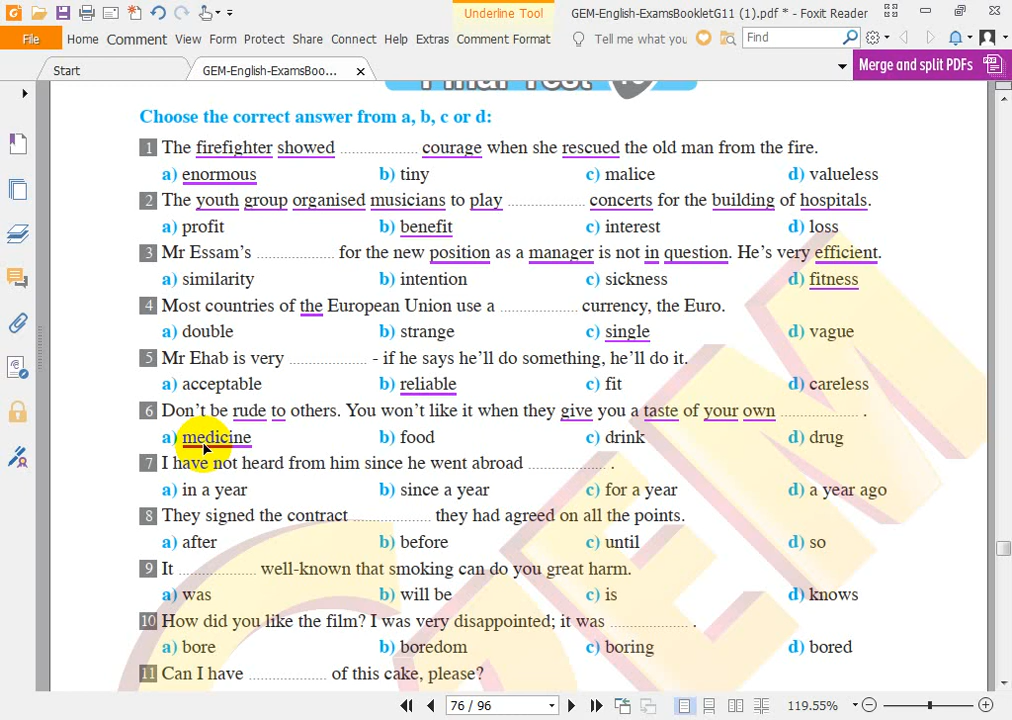 GEM-English-ExamsBookletG11 (1).pdf * - Foxit Reader
Underline Tool
File Home Comment View Form Protect Share Connect Help Extras Comment Format Tell me what you Find
Start GEM-English-ExamsBoo... Merge and split PDFs
Final Test
Choose the correct answer from a, b, c or d:
1 The firefighter showed .................... courage when she rescued the old man from the fire.
a) enormous b) tiny c) malice d) valueless
2 The youth group organised musicians to play .................... concerts for the building of hospitals.
a) profit b) benefit c) interest d) loss
3 Mr Essam's .................... for the new position as a manager is not in question. He's very efficient.
a) similarity b) intention c) sickness d) fitness
4 Most countries of the European Union use a .................... currency, the Euro.
a) double b) strange c) single d) vague
5 Mr Ehab is very .................... - if he says he'll do something, he'll do it.
a) acceptable b) reliable c) fit d) careless
6 Don't be rude to others. You won't like it when they give you a taste of your own .................... .
a) medicine b) food c) drink d) drug
7 I have not heard from him since he went abroad .................... .
a) in a year b) since a year c) for a year d) a year ago
8 They signed the contract .................... they had agreed on all the points.
a) after b) before c) until d) so
9 It .................... well-known that smoking can do you great harm.
a) was b) will be c) is d) knows
10 How did you like the film? I was very disappointed; it was .................... .
a) bore b) boredom c) boring d) bored
11 Can I have .................... of this cake, please?
76 / 96 119.55%